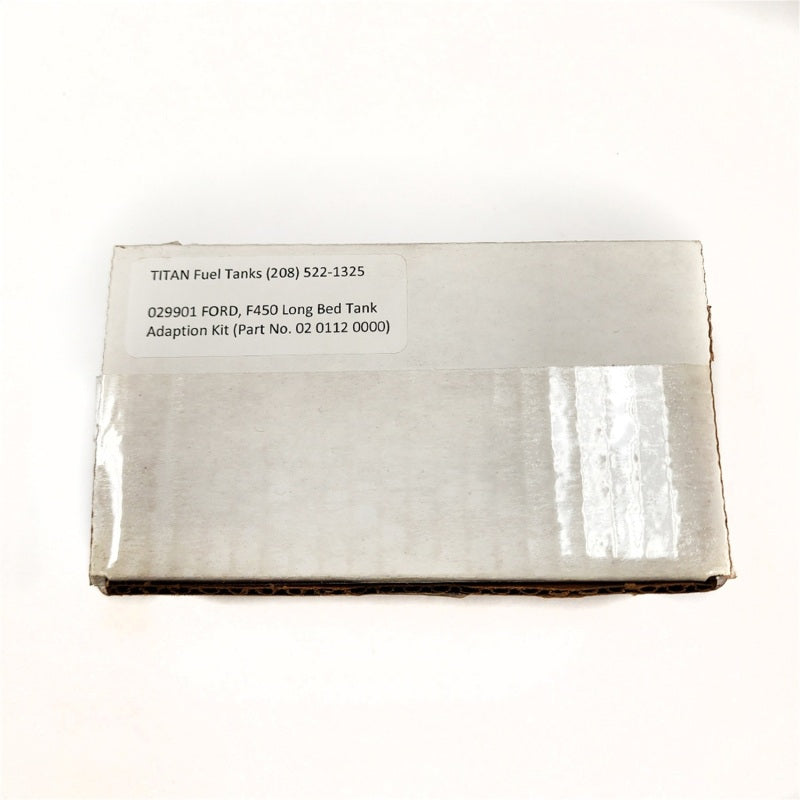 TITAN Fuel Tanks (208) 522-1325
029901 FORD, F450 Long Bed Tank
Adaption Kit (Part No. 02 0112 0000)